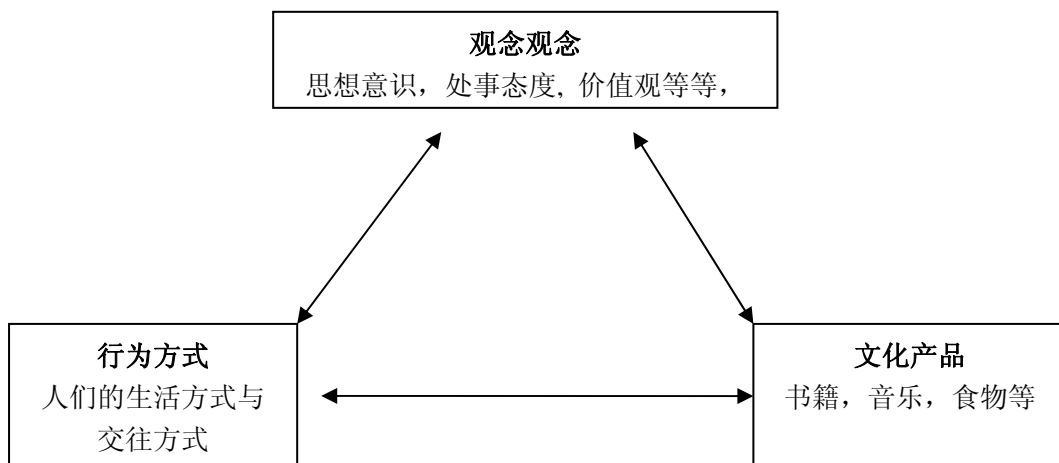 观念观念
思想意识，处事态度, 价值观等等，
行为方式
人们的生活方式与
交往方式
文化产品
书籍，音乐，食物等